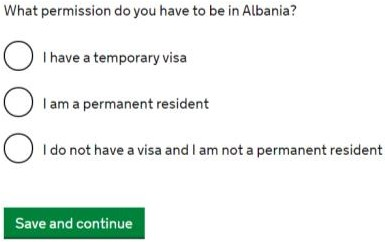 What permission do you have to be in Albania?
I have a temporary visa
I am a permanent resident
I do not have a visa and I am not a permanent resident
Save and continue